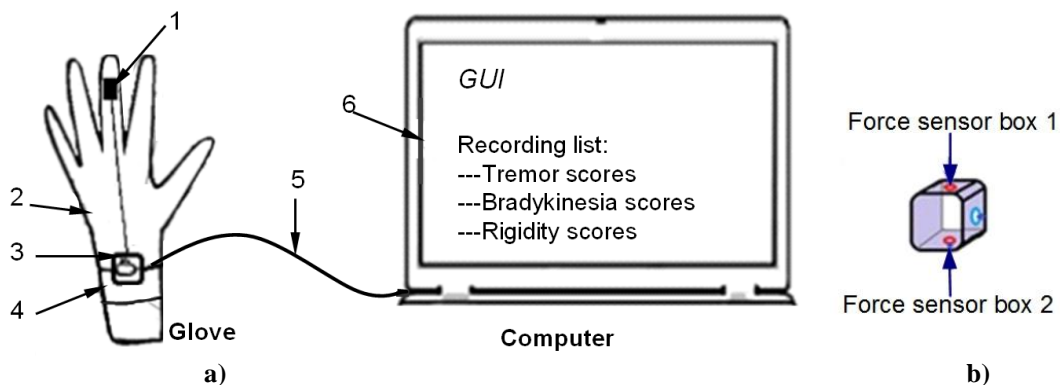 1
2
3
4
Glove
a)
5
6
GUI
Recording list:
---Tremor scores
---Bradykinesia scores
---Rigidity scores
Computer
Force sensor box 1
Force sensor box 2
b)